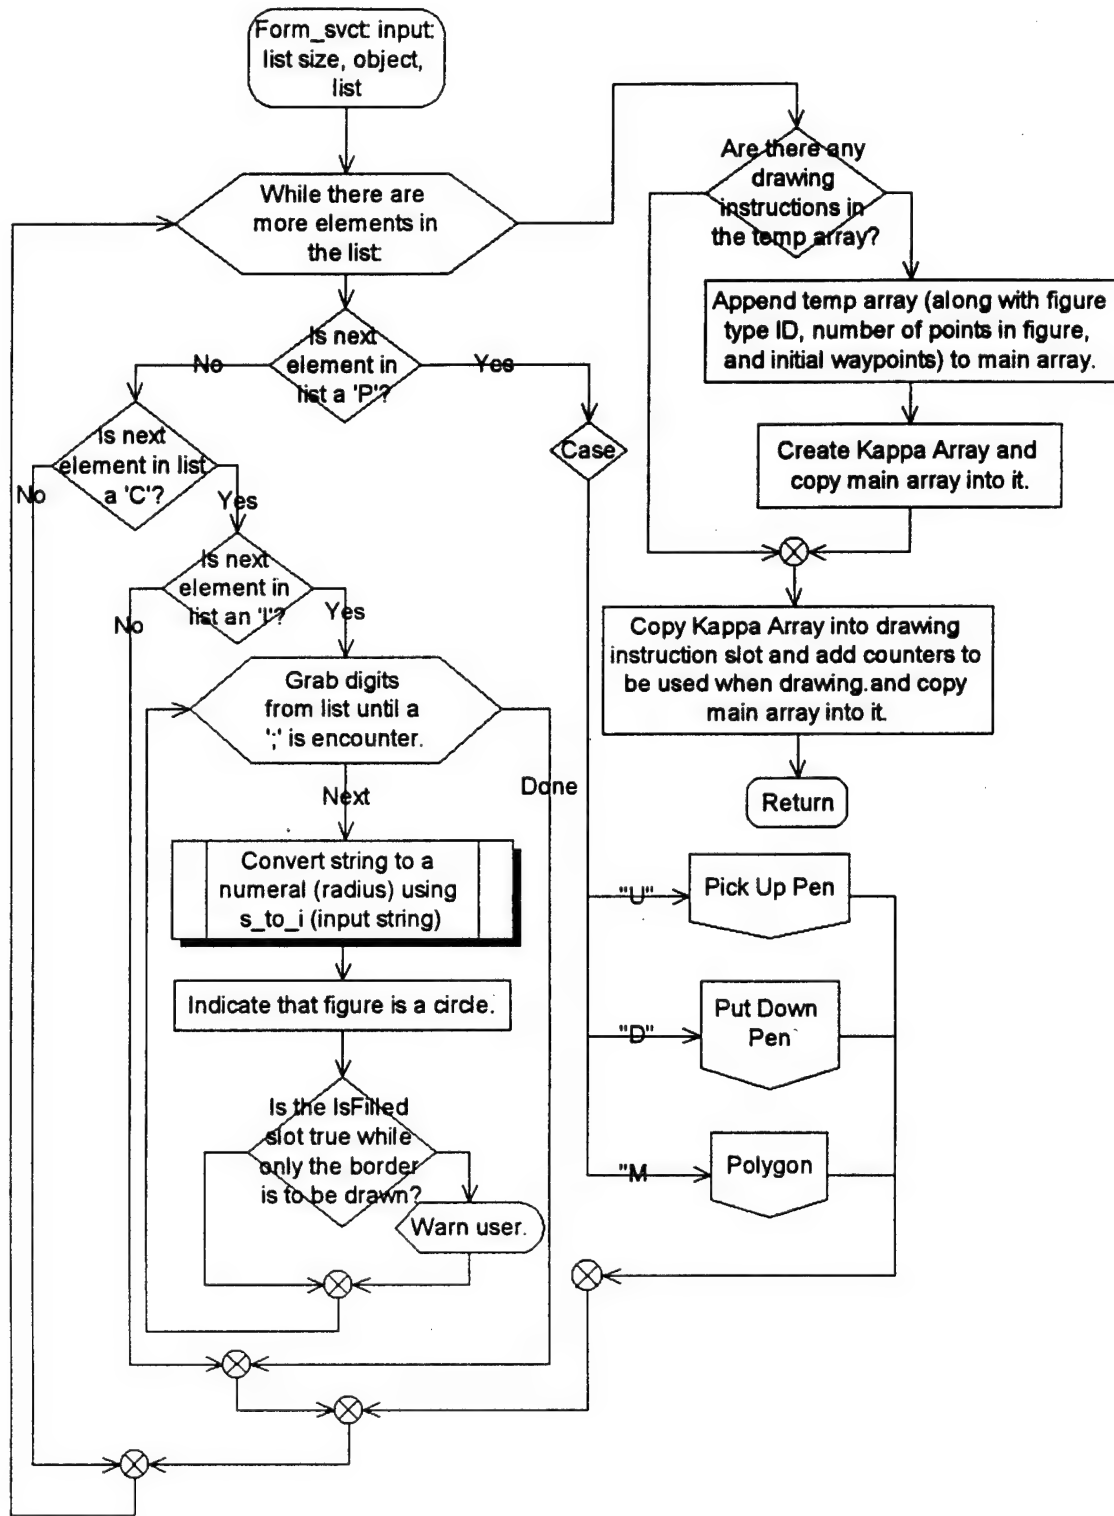 Form_svct: input:
list size, object,
list
While there are
more elements in
the list:
Are there any
drawing
instructions in
the temp array?
Append temp array (along with figure
type ID, number of points in figure,
and initial waypoints) to main array.
Create Kappa Array and
copy main array into it.
Copy Kappa Array into drawing
instruction slot and add counters to
be used when drawing.and copy
main array into it.
Return
Is next
element in
list a 'P'?
No
Yes
Is next
element in list
a 'C'?
No
Yes
Case
Is next
element in
list an 'I'?
No
Yes
Grab digits
from list until a
';' is encounter.
Next
Done
Convert string to a
numeral (radius) using
s_to_i (input string)
Indicate that figure is a circle.
Is the IsFilled
slot true while
only the border
is to be drawn?
Warn user.
"U"
Pick Up Pen
"D"
Put Down
Pen
"M
Polygon